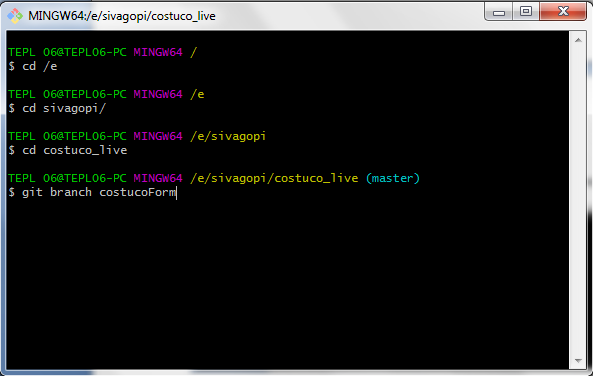 MINGW64:/e/sivagopi/costuco_live
TEPL 06@TEPL06-PC MINGW64 /
$ cd /e
TEPL 06@TEPL06-PC MINGW64 /e
$ cd sivagopi/
TEPL 06@TEPL06-PC MINGW64 /e/sivagopi
$ cd costuco_live
TEPL 06@TEPL06-PC MINGW64 /e/sivagopi/costuco_live (master)
$ git branch costucoForm